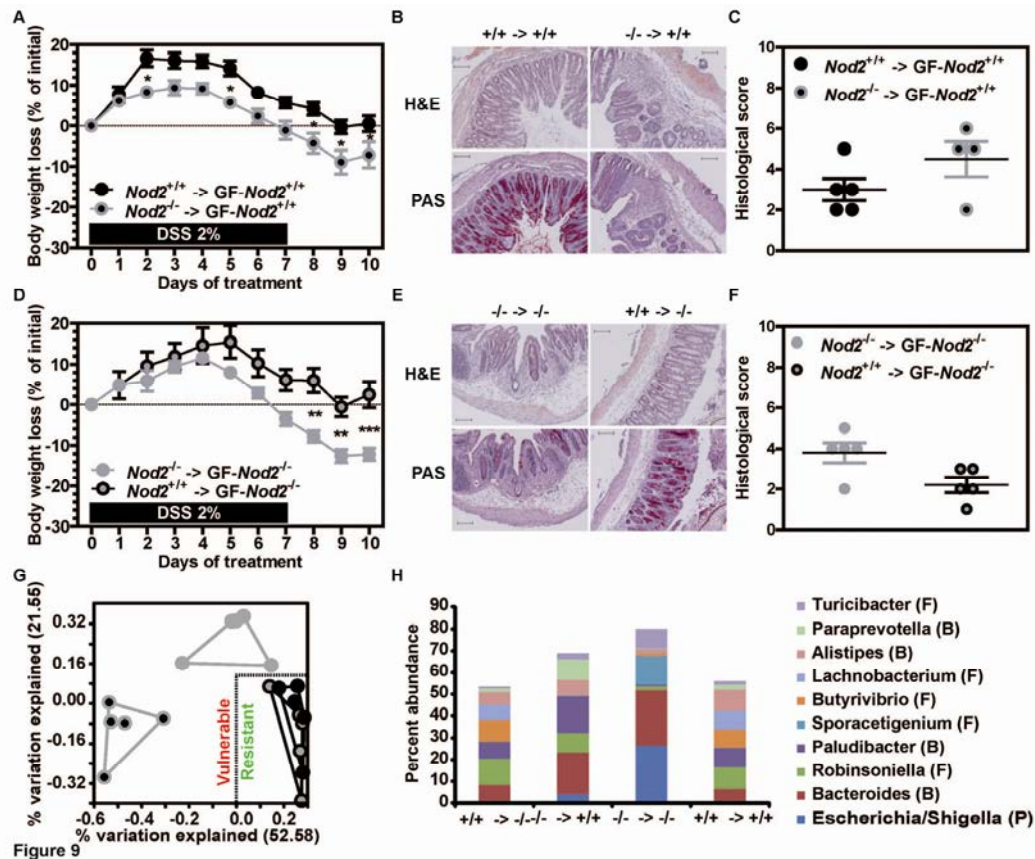 A
Body weight loss (% of initial)
20
10
0
-10
-20
-30
*
*
*
*
*
Nod2+/+ -> GF-Nod2+/+
Nod2-/- -> GF-Nod2+/+
DSS 2%
0 1 2 3 4 5 6 7 8 9 10
Days of treatment
B
+/+ -> +/+
-/- -> +/+
H&E
PAS
C
Histological score
10
8
6
4
2
0
Nod2+/+ -> GF-Nod2+/+
Nod2-/- -> GF-Nod2+/+
D
Body weight loss (% of initial)
20
10
0
-10
-20
-30
**
**
***
Nod2-/- -> GF-Nod2-/-
Nod2+/+ -> GF-Nod2-/-
DSS 2%
0 1 2 3 4 5 6 7 8 9 10
Days of treatment
E
-/- -> -/-
+/+ -> -/-
H&E
PAS
F
Histological score
10
8
6
4
2
0
Nod2-/- -> GF-Nod2-/-
Nod2+/+ -> GF-Nod2-/-
G
% variation explained (21.55)
0.32
0.16
0.00
-0.16
-0.32
Vulnerable
Resistant
-0.6 -0.4 -0.2 0.0 0.2
% variation explained (52.58)
H
Percent abundance
90
80
70
60
50
40
30
20
10
0
+/+ -> -/- -/- -> +/+ -/- -> -/- +/+ -> +/+
Turicibacter (F)
Paraprevotella (B)
Alistipes (B)
Lachnobacterium (F)
Butyrivibrio (F)
Sporacetigenium (F)
Paludibacter (B)
Robinsoniella (F)
Bacteroides (B)
Escherichia/Shigella (P)
Figure 9